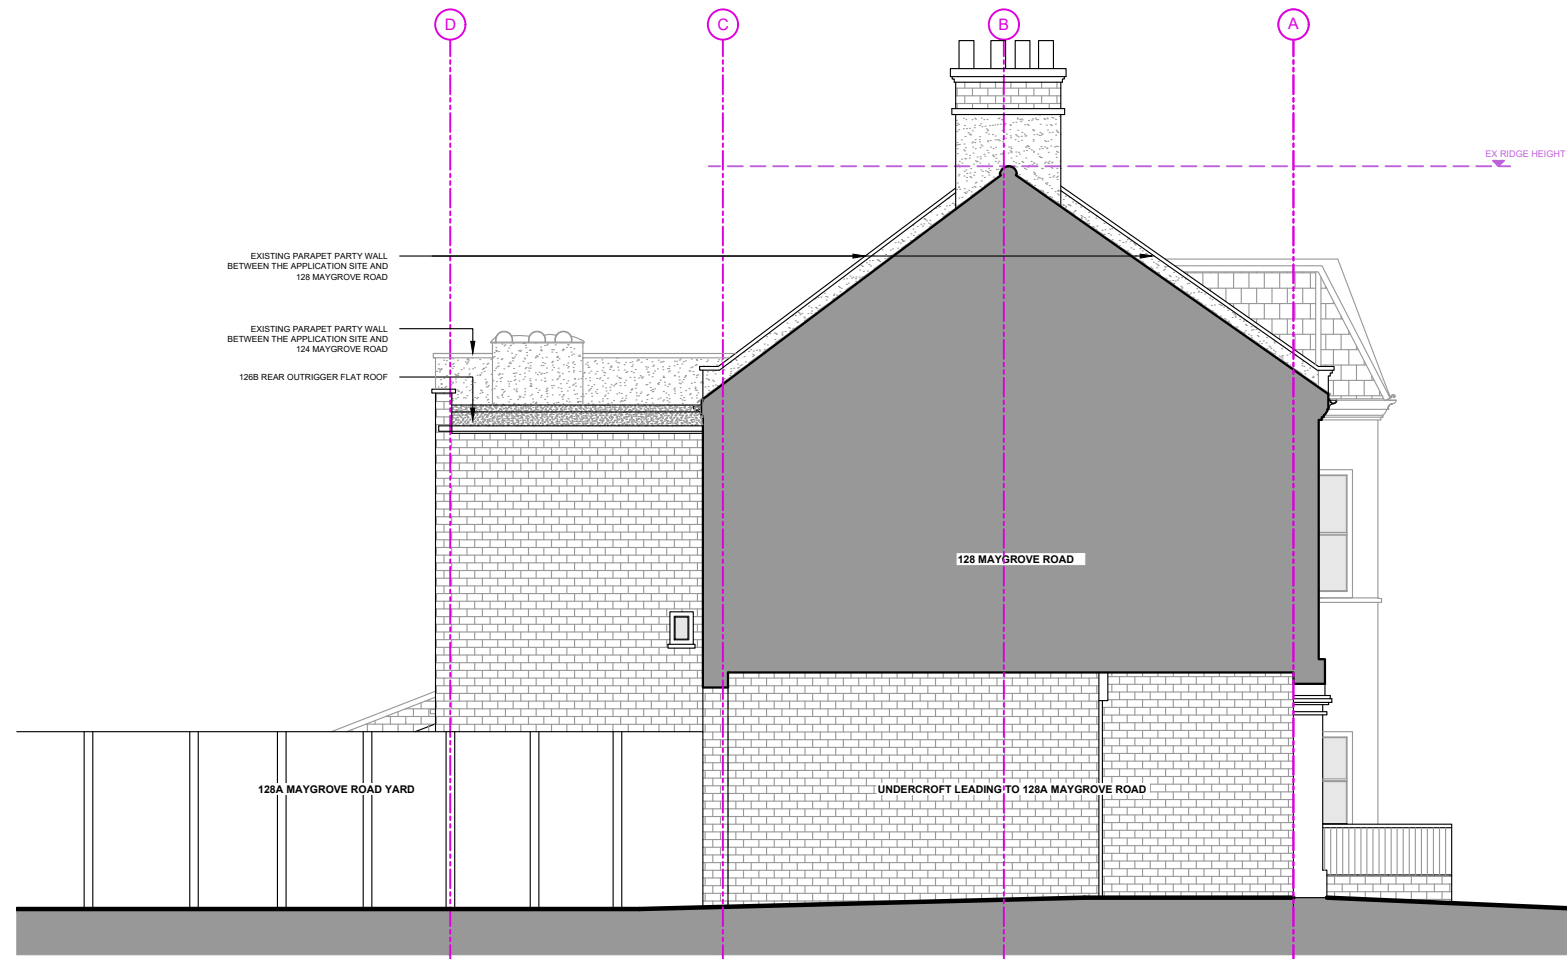 D
C
B
A
EX RIDGE HEIGHT
EXISTING PARAPET PARTY WALL
BETWEEN THE APPLICATION SITE AND
128 MAYGROVE ROAD
EXISTING PARAPET PARTY WALL
BETWEEN THE APPLICATION SITE AND
124 MAYGROVE ROAD
126B REAR OUTRIGGER FLAT ROOF
128 MAYGROVE ROAD
128A MAYGROVE ROAD YARD
UNDERCROFT LEADING TO 128A MAYGROVE ROAD